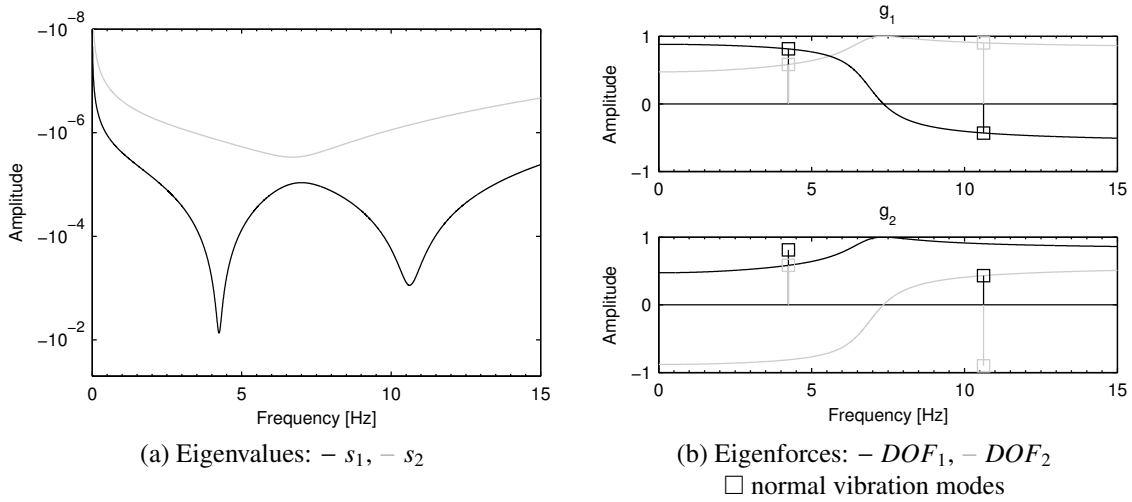 −10⁻⁸
−10⁻⁶
−10⁻⁴
−10⁻²
Amplitude
0 5 10 15
Frequency [Hz]
(a) Eigenvalues: − s₁, − s₂
g₁
1
0
−1
Amplitude
0 5 10 15
g₂
1
0
−1
Amplitude
0 5 10 15
Frequency [Hz]
(b) Eigenforces: − DOF₁, − DOF₂
□ normal vibration modes